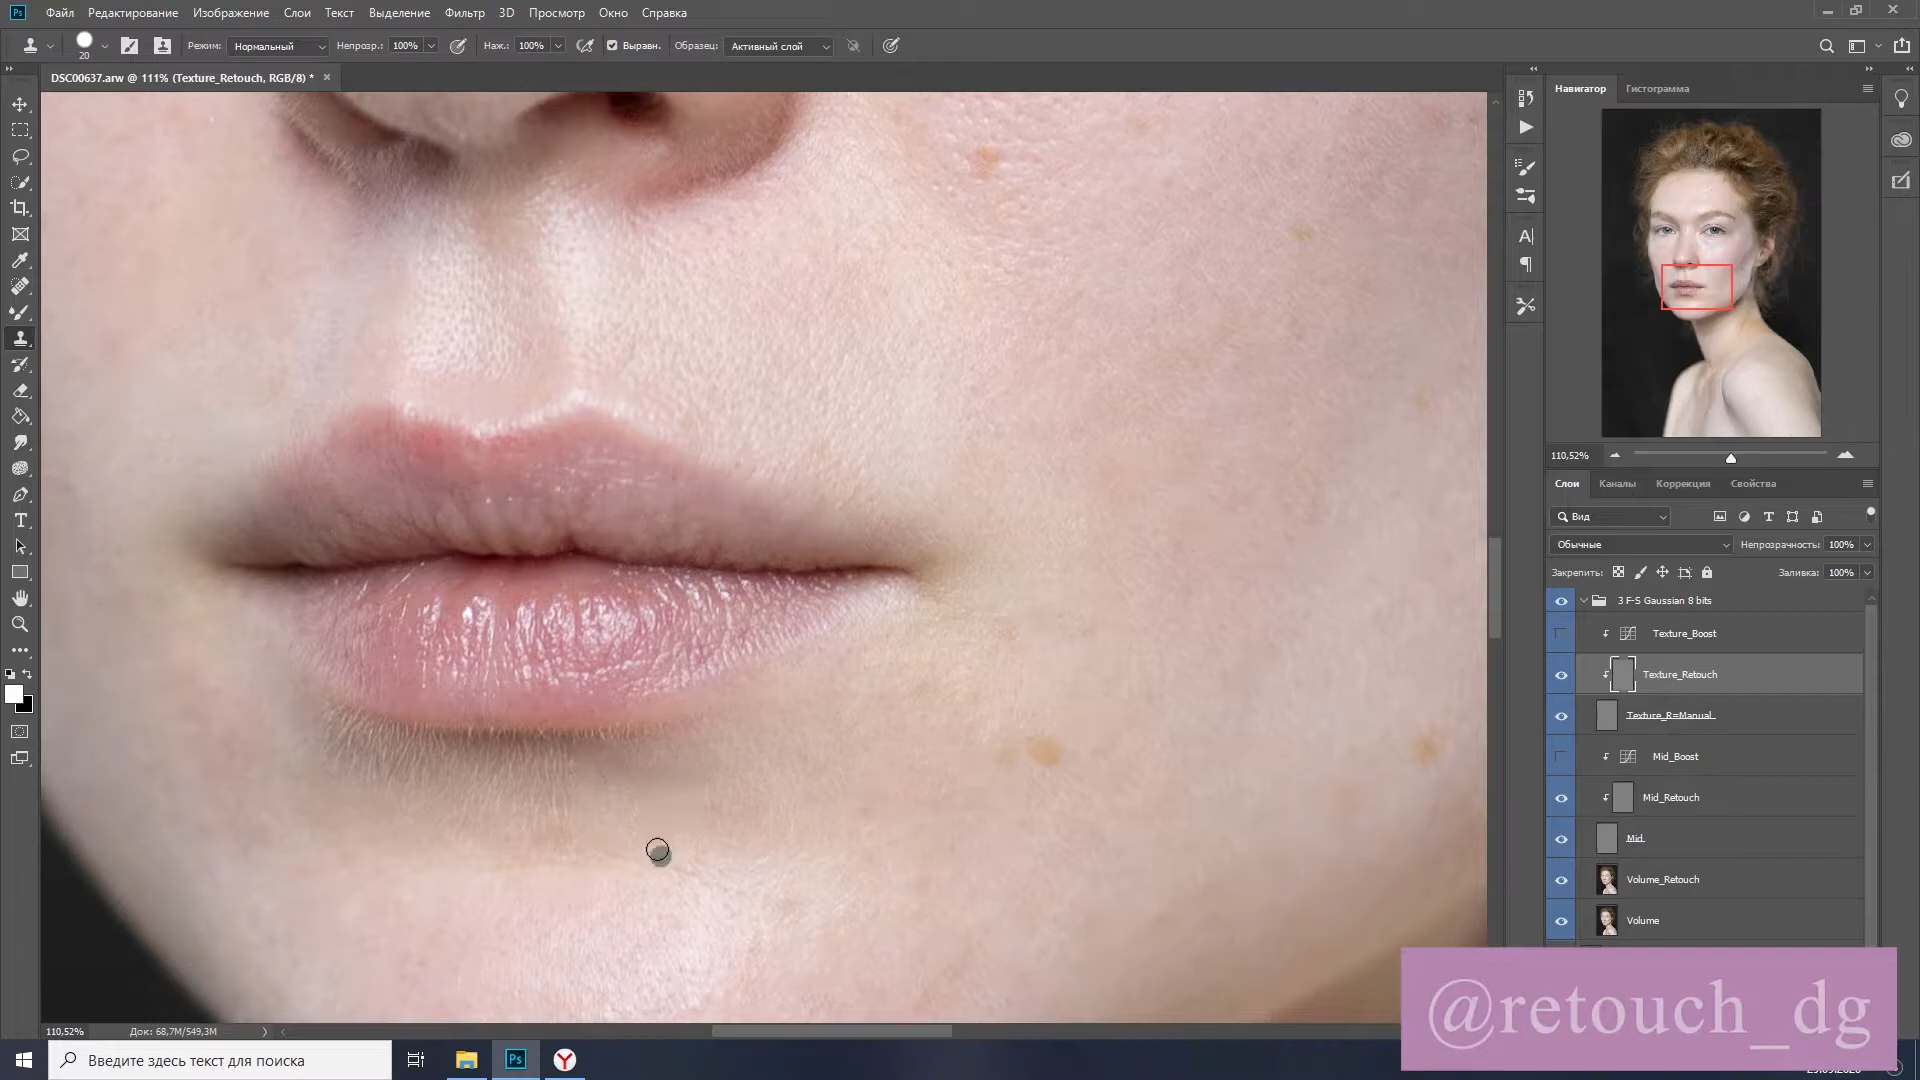 Ps Файл Редактирование Изображение Слои Текст Выделение Фильтр 3D Просмотр Окно Справка
20 Режим: Нормальный Непрозр.: 100% Наж.: 100% Выравн. Образец: Активный слой
DSC00637.arw @ 111% (Texture_Retouch, RGB/8) * ×
Навигатор Гистограмма
110,52%
Слои Каналы Коррекция Свойства
Вид
Обычные Непрозрачность: 100%
Закрепить: Заливка: 100%
3 F-S Gaussian 8 bits
Texture_Boost
Texture_Retouch
Texture_R=Manual
Mid_Boost
Mid_Retouch
Mid
Volume_Retouch
Volume
110,52% Док: 68,7M/549,3M
@retouch_dg
Введите здесь текст для поиска Ps Y